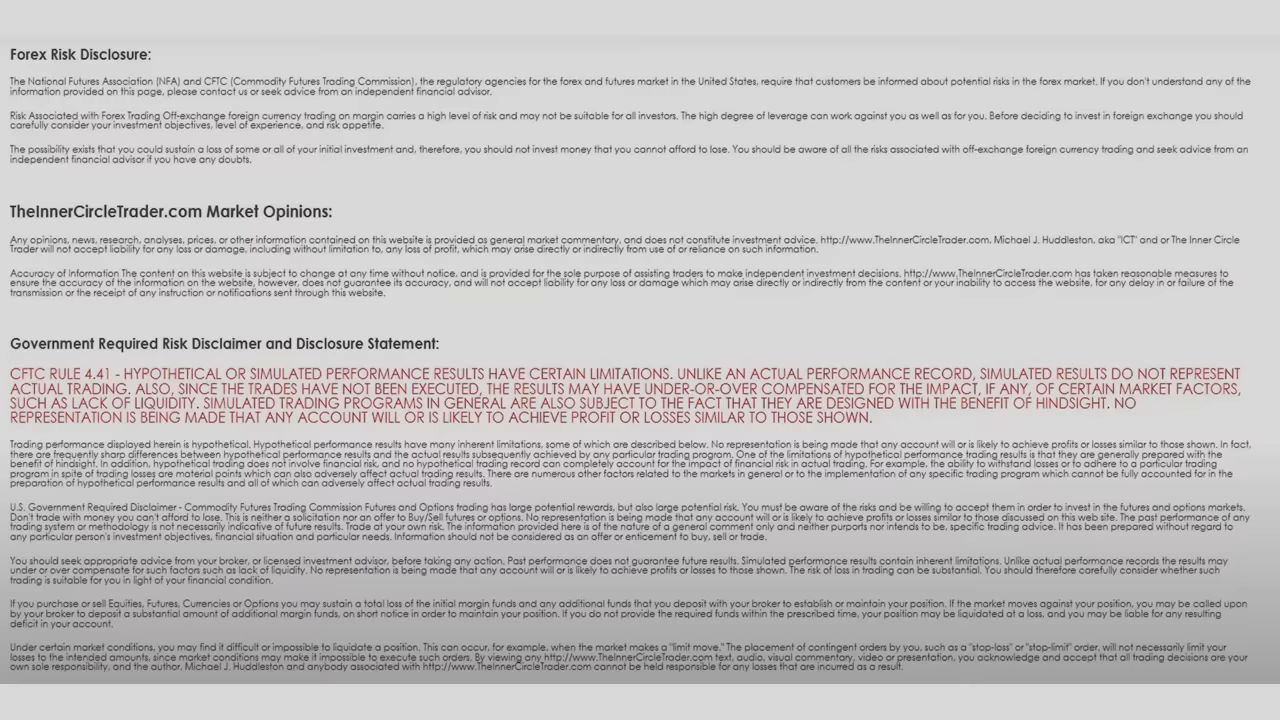 Forex Risk Disclosure:
The National Futures Association (NFA) and CFTC (Commodity Futures Trading Commission), the regulatory agencies for the forex and futures market in the United States, require that customers be informed about potential risks in the forex market. If you don't understand any of the
information provided on this page, please contact us or seek advice from an independent financial advisor.
Risk Associated with Forex Trading Off-exchange foreign currency trading on margin carries a high level of risk and may not be suitable for all investors. The high degree of leverage can work against you as well as for you. Before deciding to invest in foreign exchange you should
carefully consider your investment objectives, level of experience, and risk appetite.
The possibility exists that you could sustain a loss of some or all of your initial investment and, therefore, you should not invest money that you cannot afford to lose. You should be aware of all the risks associated with off-exchange foreign currency trading and seek advice from an
independent financial advisor if you have any doubts.
TheInnerCircleTrader.com Market Opinions:
Any opinions, news, research, analyses, prices, or other information contained on this website is provided as general market commentary, and does not constitute investment advice. http://www.TheInnerCircleTrader.com, Michael J. Huddleston, aka "ICT" and or The Inner Circle
Trader will not accept liability for any loss or damage, including without limitation to, any loss of profit, which may arise directly or indirectly from use of or reliance on such information.
Accuracy of Information The content on this website is subject to change at any time without notice, and is provided for the sole purpose of assisting traders to make independent investment decisions. http://www.TheInnerCircleTrader.com has taken reasonable measures to
ensure the accuracy of the information on the website, however, does not guarantee its accuracy, and will not accept liability for any loss or damage which may arise directly or indirectly from the content or your inability to access the website, for any delay in or failure of the
transmission or the receipt of any instruction or notifications sent through this website.
Government Required Risk Disclaimer and Disclosure Statement:
CFTC RULE 4.41 - HYPOTHETICAL OR SIMULATED PERFORMANCE RESULTS HAVE CERTAIN LIMITATIONS. UNLIKE AN ACTUAL PERFORMANCE RECORD, SIMULATED RESULTS DO NOT REPRESENT
ACTUAL TRADING. ALSO, SINCE THE TRADES HAVE NOT BEEN EXECUTED, THE RESULTS MAY HAVE UNDER-OR-OVER COMPENSATED FOR THE IMPACT, IF ANY, OF CERTAIN MARKET FACTORS,
SUCH AS LACK OF LIQUIDITY. SIMULATED TRADING PROGRAMS IN GENERAL ARE ALSO SUBJECT TO THE FACT THAT THEY ARE DESIGNED WITH THE BENEFIT OF HINDSIGHT. NO
REPRESENTATION IS BEING MADE THAT ANY ACCOUNT WILL OR IS LIKELY TO ACHIEVE PROFIT OR LOSSES SIMILAR TO THOSE SHOWN.
Trading performance displayed herein is hypothetical. Hypothetical performance results have many inherent limitations, some of which are described below. No representation is being made that any account will or is likely to achieve profits or losses similar to those shown. In fact,
there are frequently sharp differences between hypothetical performance results and the actual results subsequently achieved by any particular trading program. One of the limitations of hypothetical performance trading results is that they are generally prepared with the
benefit of hindsight. In addition, hypothetical trading does not involve financial risk, and no hypothetical trading record can completely account for the impact of financial risk in actual trading. For example, the ability to withstand losses or to adhere to a particular trading
program in spite of trading losses are material points which can also adversely affect actual trading results. There are numerous other factors related to the markets in general or to the implementation of any specific trading program which cannot be fully accounted for in the
preparation of hypothetical performance results and all of which can adversely affect actual trading results.
U.S. Government Required Disclaimer - Commodity Futures Trading Commission Futures and Options trading has large potential rewards, but also large potential risk. You must be aware of the risks and be willing to accept them in order to invest in the futures and options markets.
Don't trade with money you can't afford to lose. This is neither a solicitation nor an offer to Buy/Sell futures or options. No representation is being made that any account will or is likely to achieve profits or losses similar to those discussed on this web site. The past performance of any
trading system or methodology is not necessarily indicative of future results. Trade at your own risk. The information provided here is of the nature of a general comment only and neither purports nor intends to be, specific trading advice. It has been prepared without regard to
any particular person's investment objectives, financial situation and particular needs. Information should not be considered as an offer or enticement to buy, sell or trade.
You should seek appropriate advice from your broker, or licensed investment advisor, before taking any action. Past performance does not guarantee future results. Simulated performance results contain inherent limitations. Unlike actual performance records the results may
under or over compensate for such factors such as lack of liquidity. No representation is being made that any account will or is likely to achieve profits or losses to those shown. The risk of loss in trading can be substantial. You should therefore carefully consider whether such
trading is suitable for you in light of your financial condition.
If you purchase or sell Equities, Futures, Currencies or Options you may sustain a total loss of the initial margin funds and any additional funds that you deposit with your broker to establish or maintain your position. If the market moves against your position, you may be called upon
by your broker to deposit a substantial amount of additional margin funds, on short notice in order to maintain your position. If you do not provide the required funds within the prescribed time, your position may be liquidated at a loss, and you may be liable for any resulting
deficit in your account.
Under certain market conditions, you may find it difficult or impossible to liquidate a position. This can occur, for example, when the market makes a "limit move." The placement of contingent orders by you, such as a "stop-loss" or "stop-limit" order, will not necessarily limit your
losses to the intended amounts, since market conditions may make it impossible to execute such orders. By viewing any http://www.TheInnerCircleTrader.com text, audio, visual commentary, video or presentation, you acknowledge and accept that all trading decisions are your
own sole responsibility, and the author, Michael J. Huddleston and anybody associated with http://www.TheInnerCircleTrader.com cannot be held responsible for any losses that are incurred as a result.